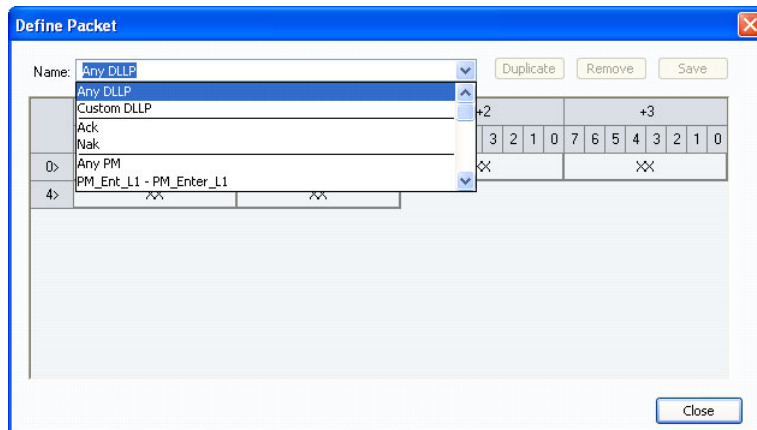 Define Packet
Name: Any DLLP Duplicate Remove Save
Any DLLP
Custom DLLP
Ack
Nak
Any PM
PM_Ent_L1 - PM_Enter_L1
+2 +3
3 2 1 0 7 6 5 4 3 2 1 0
0> XX XX
4> XX XX
Close